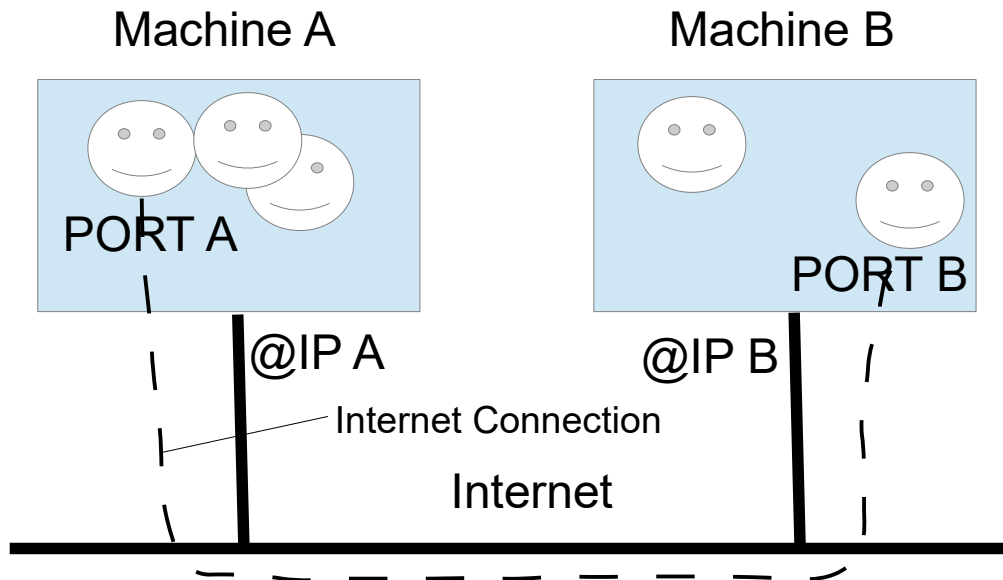 Machine A
Machine B
PORT A
PORT B
@IP A
@IP B
Internet Connection
Internet